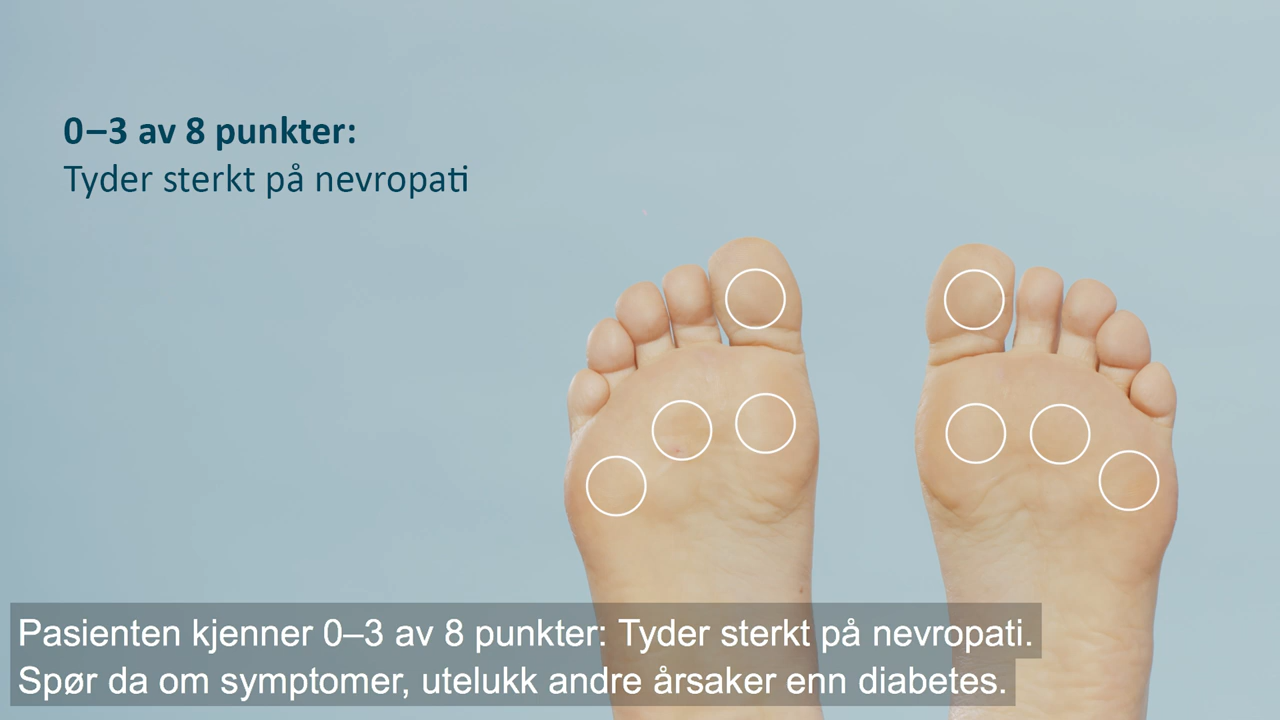 0–3 av 8 punkter:
Tyder sterkt på nevropati
Pasienten kjenner 0–3 av 8 punkter: Tyder sterkt på nevropati.
Spør da om symptomer, utelukk andre årsaker enn diabetes.